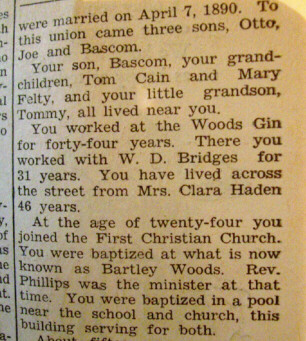 were married on April 7, 1890. To
this union came three sons, Otto,
Joe and Bascom.
Your son, Bascom, your grand-
children, Tom Cain and Mary
Felty, and your little grandson,
Tommy, all lived near you.
You worked at the Woods Gin
for forty-four years. There you
worked with W. D. Bridges for
31 years. You have lived across
the street from Mrs. Clara Haden
46 years.
At the age of twenty-four you
joined the First Christian Church.
You were baptized at what is now
known as Bartley Woods. Rev.
Phillips was the minister at that
time. You were baptized in a pool
near the school and church, this
building serving for both.